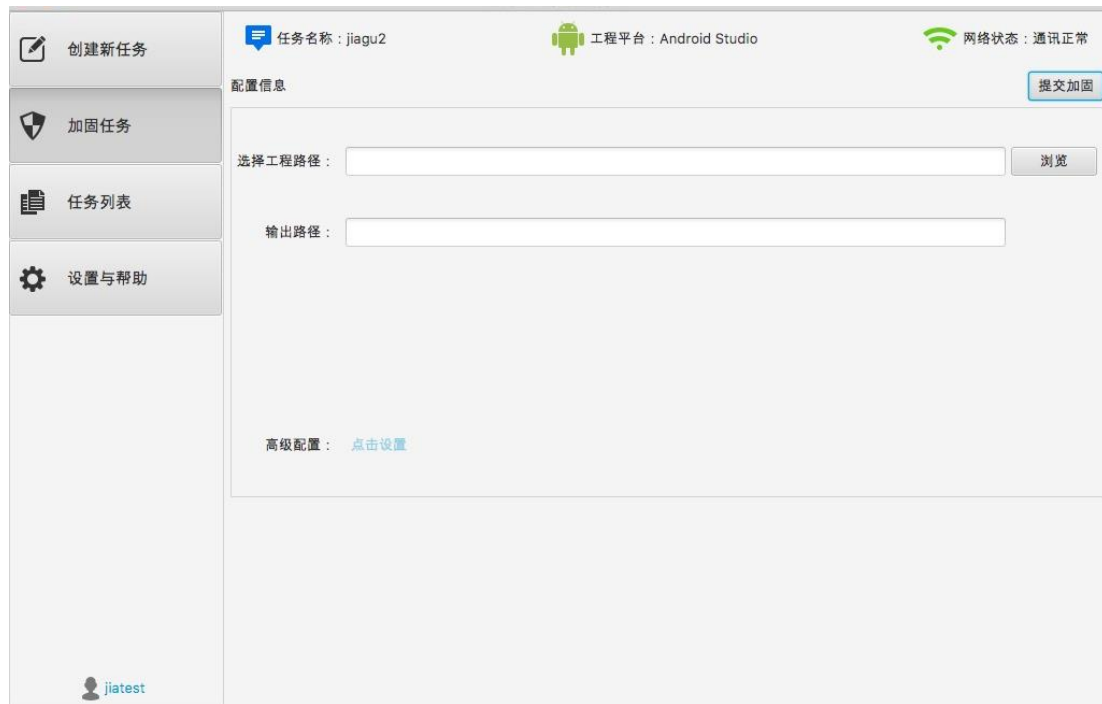 创建新任务
加固任务
任务列表
设置与帮助
jiatest
任务名称：jiagu2
工程平台：Android Studio
网络状态：通讯正常
配置信息
提交加固
选择工程路径：
浏览
输出路径：
高级配置：
点击设置